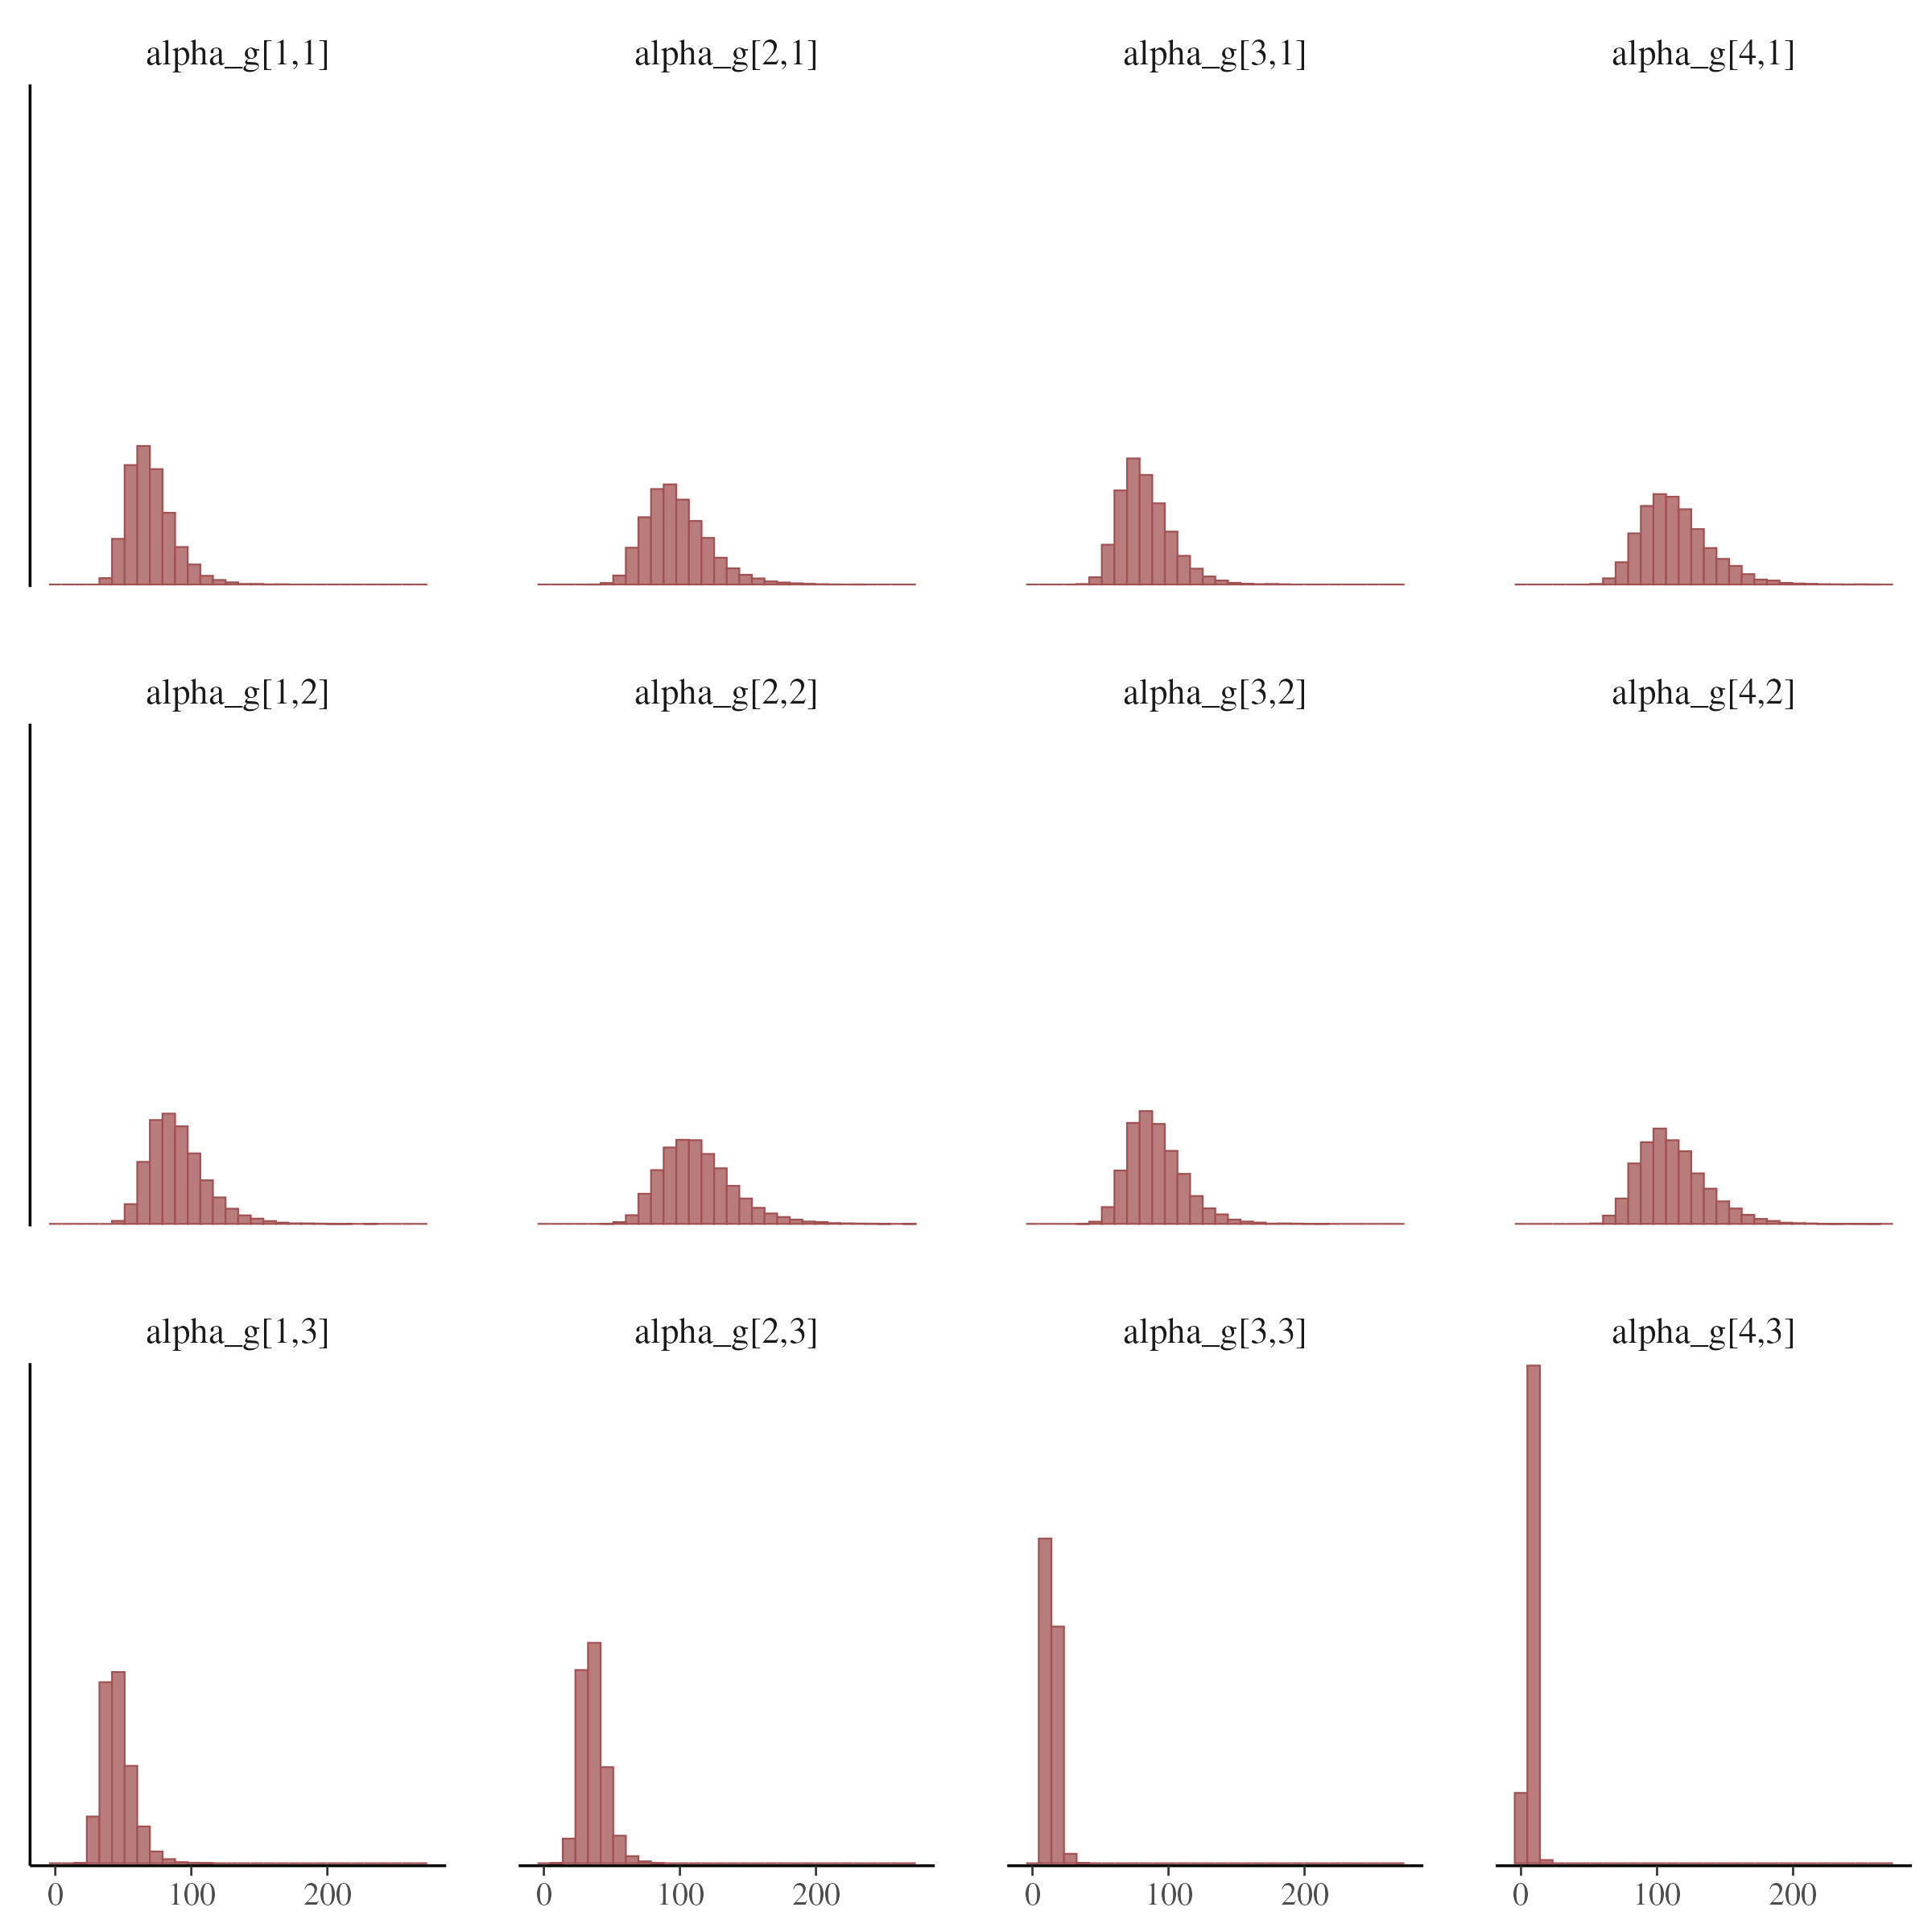 alpha_g[1,1] alpha_g[2,1] alpha_g[3,1] alpha_g[4,1]
alpha_g[1,2] alpha_g[2,2] alpha_g[3,2] alpha_g[4,2]
alpha_g[1,3] alpha_g[2,3] alpha_g[3,3] alpha_g[4,3]
0 100 200 0 100 200 0 100 200 0 100 200